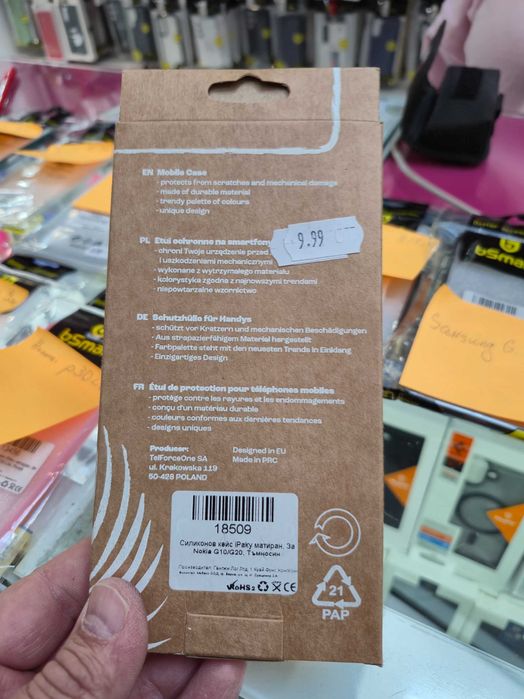 EN Mobile Case
- protects from scratches and mechanical damage
- made of durable material
- trendy palette of colours
- unique design
9.99
PL Etui ochronne na smartfony
- chroni Twoje urządzenie przed
i uszkodzeniami mechanicznymi
- wykonane z wytrzymałego materiału
- kolorystyka zgodna z najnowszymi trendami
- niepowtarzalne wzornictwo
DE Schutzhülle für Handys
- schützt vor Kratzern und mechanischen Beschädigungen
- Aus strapazierfähigem Material hergestellt
- Farbpalette steht mit den neuesten Trends in Einklang
- Einzigartiges Design
FR Étui de protection pour téléphones mobiles
- protège contre les rayures et les endommagements
- conçu d'un matériau durable
- couleurs conformes aux dernières tendances
- designs uniques
Producer:
TelForceOne SA
ul. Krakowska 119
50-428 POLAND
Designed in EU
Made in PRC
18509
Силиконов кейс iPaky матиран, За
Nokia G10/G20, Тъмносин
RoHS
CE
21
PAP
bSmart
Samsung G